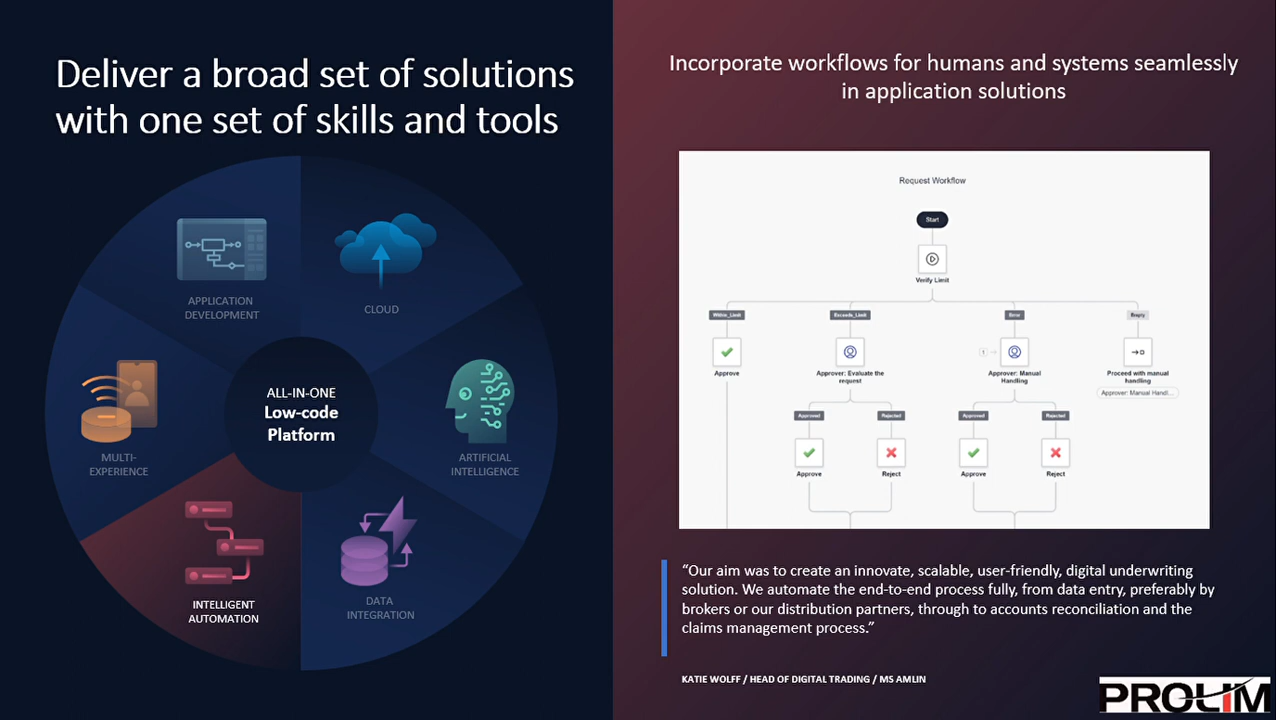 Deliver a broad set of solutions
with one set of skills and tools
APPLICATION
DEVELOPMENT
CLOUD
MULTI-
EXPERIENCE
ALL-IN-ONE
Low-code
Platform
ARTIFICIAL
INTELLIGENCE
INTELLIGENT
AUTOMATION
DATA
INTEGRATION
Incorporate workflows for humans and systems seamlessly
in application solutions
Request Workflow
Start
Verify Limit
Within_Limit
Exceeds_Limit
Error
Empty
1
D
Approve
Approver: Evaluate the
request
Approver: Manual
Handling
Proceed with manual
handling
Approver: Manual Handl...
Approved
Rejected
Approved
Rejected
Approve
Reject
Approve
Reject
“Our aim was to create an innovate, scalable, user-friendly, digital underwriting
solution. We automate the end-to-end process fully, from data entry, preferably by
brokers or our distribution partners, through to accounts reconciliation and the
claims management process.”
KATIE WOLFF / HEAD OF DIGITAL TRADING / MS AMLIN
PROLIM